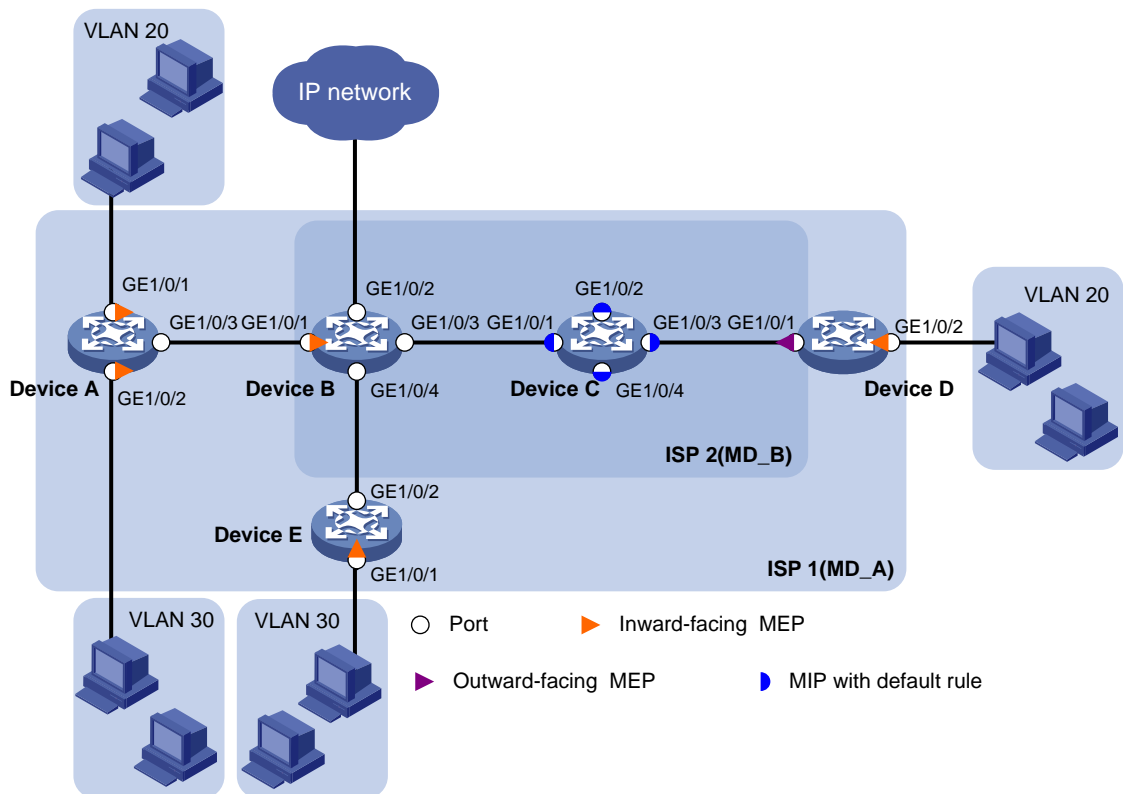 VLAN 20
IP network
GE1/0/1
GE1/0/2
GE1/0/2
VLAN 20
GE1/0/3
GE1/0/1
GE1/0/3
GE1/0/1
GE1/0/3
GE1/0/1
GE1/0/2
Device A
Device B
Device C
Device D
GE1/0/2
GE1/0/4
GE1/0/4
ISP 2(MD_B)
GE1/0/2
Device E
GE1/0/1
ISP 1(MD_A)
VLAN 30
VLAN 30
Port
Inward-facing MEP
Outward-facing MEP
MIP with default rule